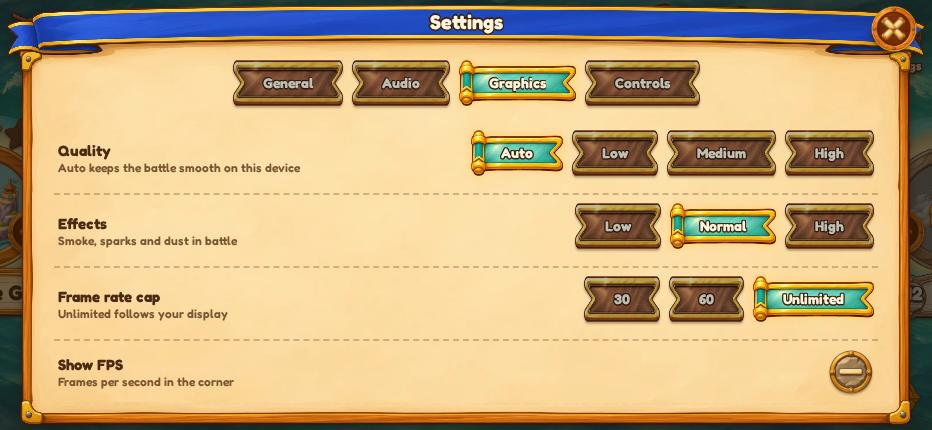 Settings
General Audio Graphics Controls
Quality
Auto keeps the battle smooth on this device
Auto Low Medium High
Effects
Smoke, sparks and dust in battle
Low Normal High
Frame rate cap
Unlimited follows your display
30 60 Unlimited
Show FPS
Frames per second in the corner